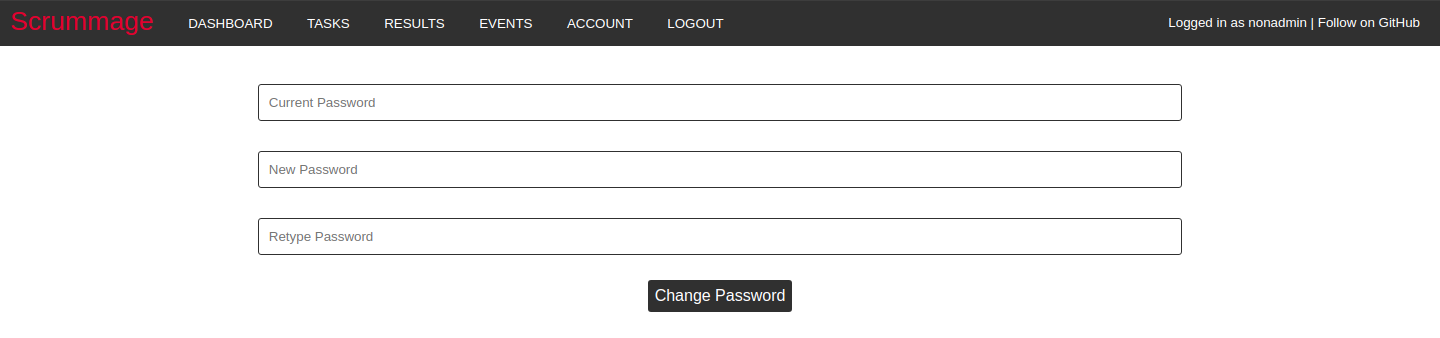 Scrummage DASHBOARD TASKS RESULTS EVENTS ACCOUNT LOGOUT Logged in as nonadmin | Follow on GitHub
Current Password
New Password
Retype Password
Change Password